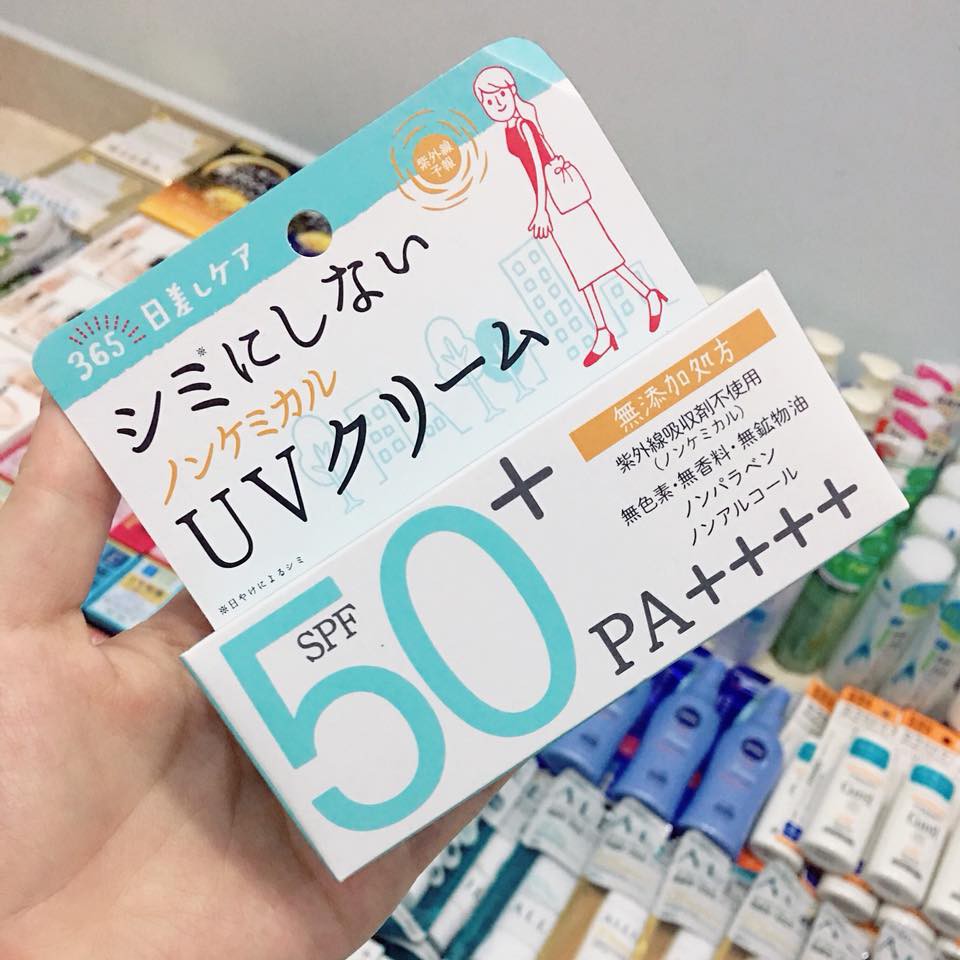 365 日差しケア
紫外線
予報
シミ※にしない
ノンケミカル
UVクリーム
※日やけによるシミ
SPF
50+
PA++++
無添加処方
紫外線吸収剤不使用
(ノンケミカル)
無色素・無香料・無鉱物油
ノンパラベン
ノンアルコール